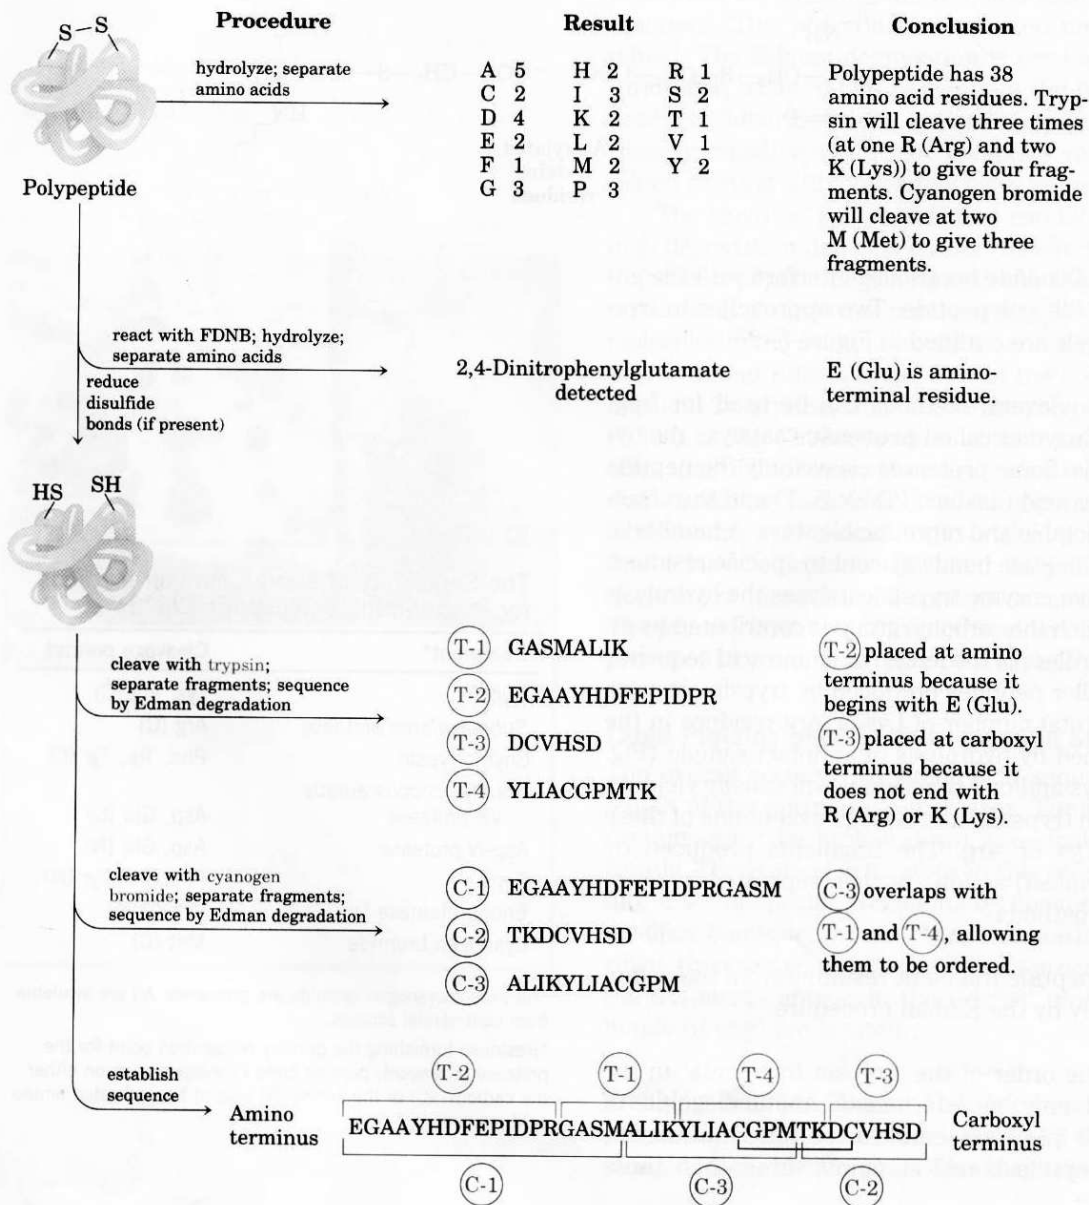 Procedure
Result
Conclusion
S–S
Polypeptide
hydrolyze; separate
amino acids
A 5 H 2 R 1
C 2 I 3 S 2
D 4 K 2 T 1
E 2 L 2 V 1
F 1 M 2 Y 2
G 3 P 3
Polypeptide has 38
amino acid residues. Tryp-
sin will cleave three times
(at one R (Arg) and two
K (Lys)) to give four frag-
ments. Cyanogen bromide
will cleave at two
M (Met) to give three
fragments.
react with FDNB; hydrolyze;
separate amino acids
2,4-Dinitrophenylglutamate
detected
E (Glu) is amino-
terminal residue.
reduce
disulfide
bonds (if present)
HS SH
cleave with trypsin;
separate fragments; sequence
by Edman degradation
T-1 GASMALIK
T-2 EGAAYHDFEPIDPR
T-3 DCVHSD
T-4 YLIACGPMTK
T-2 placed at amino
terminus because it
begins with E (Glu).
T-3 placed at carboxyl
terminus because it
does not end with
R (Arg) or K (Lys).
cleave with cyanogen
bromide; separate fragments;
sequence by Edman degradation
C-1 EGAAYHDFEPIDPRGASM
C-2 TKDCVHSD
C-3 ALIKYLIACGPM
C-3 overlaps with
T-1 and T-4, allowing
them to be ordered.
establish
sequence
Amino
terminus
T-2 T-1 T-4 T-3
EGAAYHDFEPIDPRGASMALIKYLIACGPMTKDCVHSD
C-1 C-3 C-2
Carboxyl
terminus